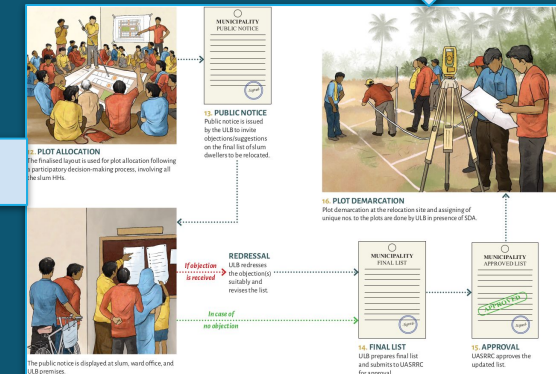 MUNICIPALITY
PUBLIC NOTICE
Signed
12. PLOT ALLOCATION
The finalised layout is used for plot allocation following
a participatory decision-making process, involving all
the slum HHs.
13. PUBLIC NOTICE
Public notice is issued
by the ULB to invite
objections/suggestions
on the final list of slum
dwellers to be relocated.
16. PLOT DEMARCATION
Plot demarcation at the relocation site and assigning of
unique nos. to the plots are done by ULB in presence of SDA.
If objection
is received
REDRESSAL
ULB redresses
the objection(s)
suitably and
revises the list.
In case of
no objection
The public notice is displayed at slum, ward office, and
ULB premises.
MUNICIPALITY
FINAL LIST
Signed
14. FINAL LIST
ULB prepares final list
and submits to UASRRC
for approval.
MUNICIPALITY
APPROVED LIST
APPROVED
Signed
15. APPROVAL
UASRRC approves the
updated list.